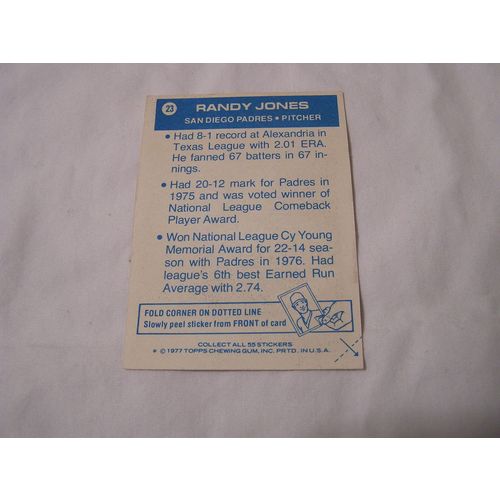 23
RANDY JONES
SAN DIEGO PADRES • PITCHER
• Had 8-1 record at Alexandria in
Texas League with 2.01 ERA.
He fanned 67 batters in 67 in-
nings.
• Had 20-12 mark for Padres in
1975 and was voted winner of
National League Comeback
Player Award.
• Won National League Cy Young
Memorial Award for 22-14 sea-
son with Padres in 1976. Had
league's 6th best Earned Run
Average with 2.74.
FOLD CORNER ON DOTTED LINE
Slowly peel sticker from FRONT of card
COLLECT ALL 55 STICKERS
* © 1977 TOPPS CHEWING GUM, INC. PRTD. IN U.S.A.